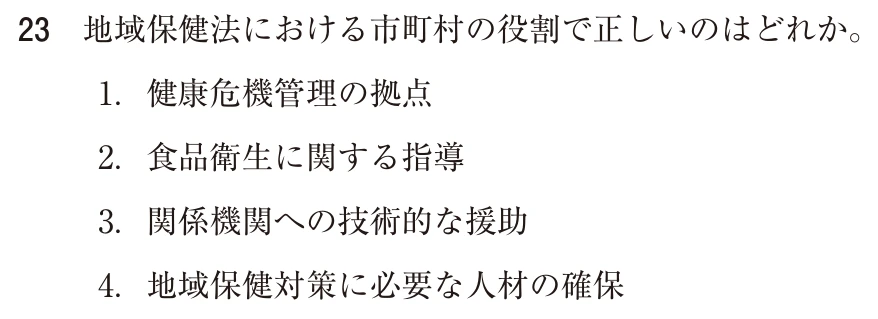 23 地域保健法における市町村の役割で正しいのはどれか。
1. 健康危機管理の拠点
2. 食品衛生に関する指導
3. 関係機関への技術的な援助
4. 地域保健対策に必要な人材の確保